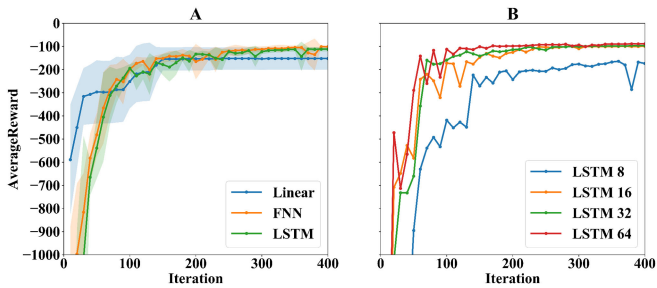 A
B
AverageReward
0
−100
−200
−300
−400
−500
−600
−700
−800
−900
−1000
Linear
FNN
LSTM
LSTM 8
LSTM 16
LSTM 32
LSTM 64
0 100 200 300 400
0 100 200 300 400
Iteration
Iteration